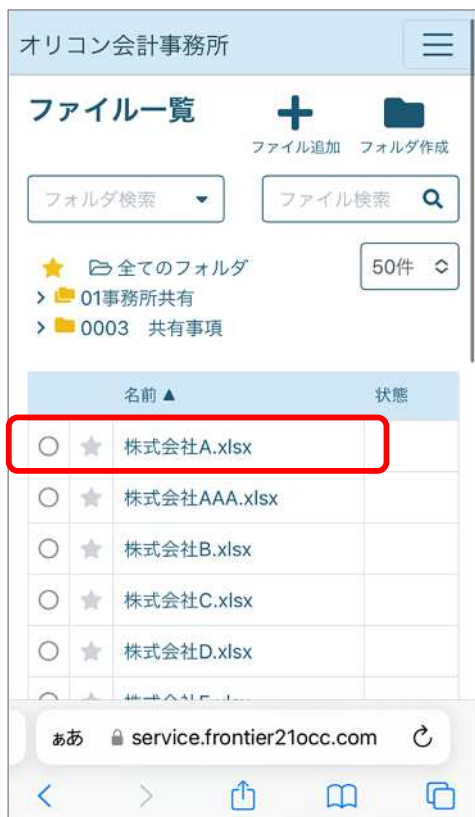 オリコン会計事務所
ファイル一覧
ファイル追加 フォルダ作成
フォルダ検索 ファイル検索
全てのフォルダ 50件
01事務所共有
0003 共有事項
名前▲ 状態
株式会社A.xlsx
株式会社AAA.xlsx
株式会社B.xlsx
株式会社C.xlsx
株式会社D.xlsx
ぁあ service.frontier21occ.com